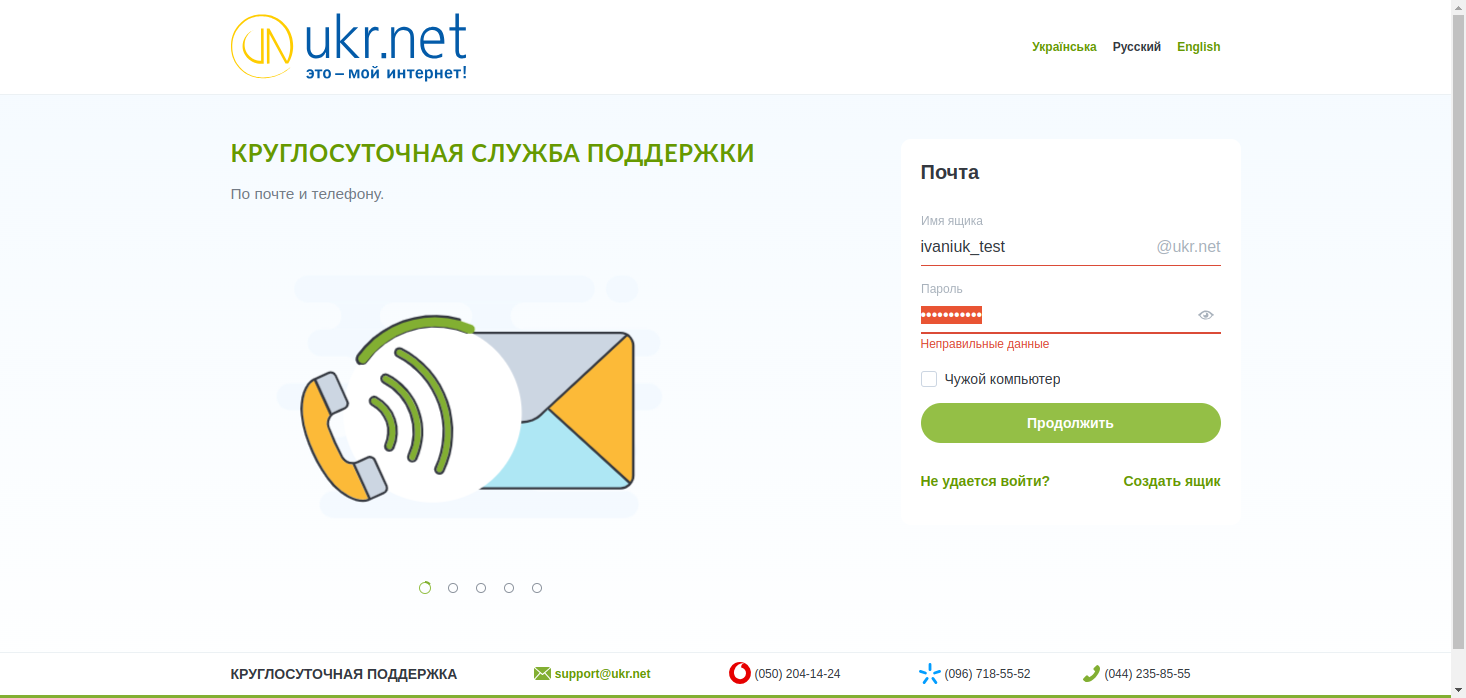 ukr.net
это – мой интернет!
Українська Русский English
КРУГЛОСУТОЧНАЯ СЛУЖБА ПОДДЕРЖКИ
По почте и телефону.
Почта
Имя ящика
ivaniuk_test @ukr.net
Пароль
•••••••••••
Неправильные данные
Чужой компьютер
Продолжить
Не удается войти? Создать ящик
КРУГЛОСУТОЧНАЯ ПОДДЕРЖКА support@ukr.net (050) 204-14-24 (096) 718-55-52 (044) 235-85-55